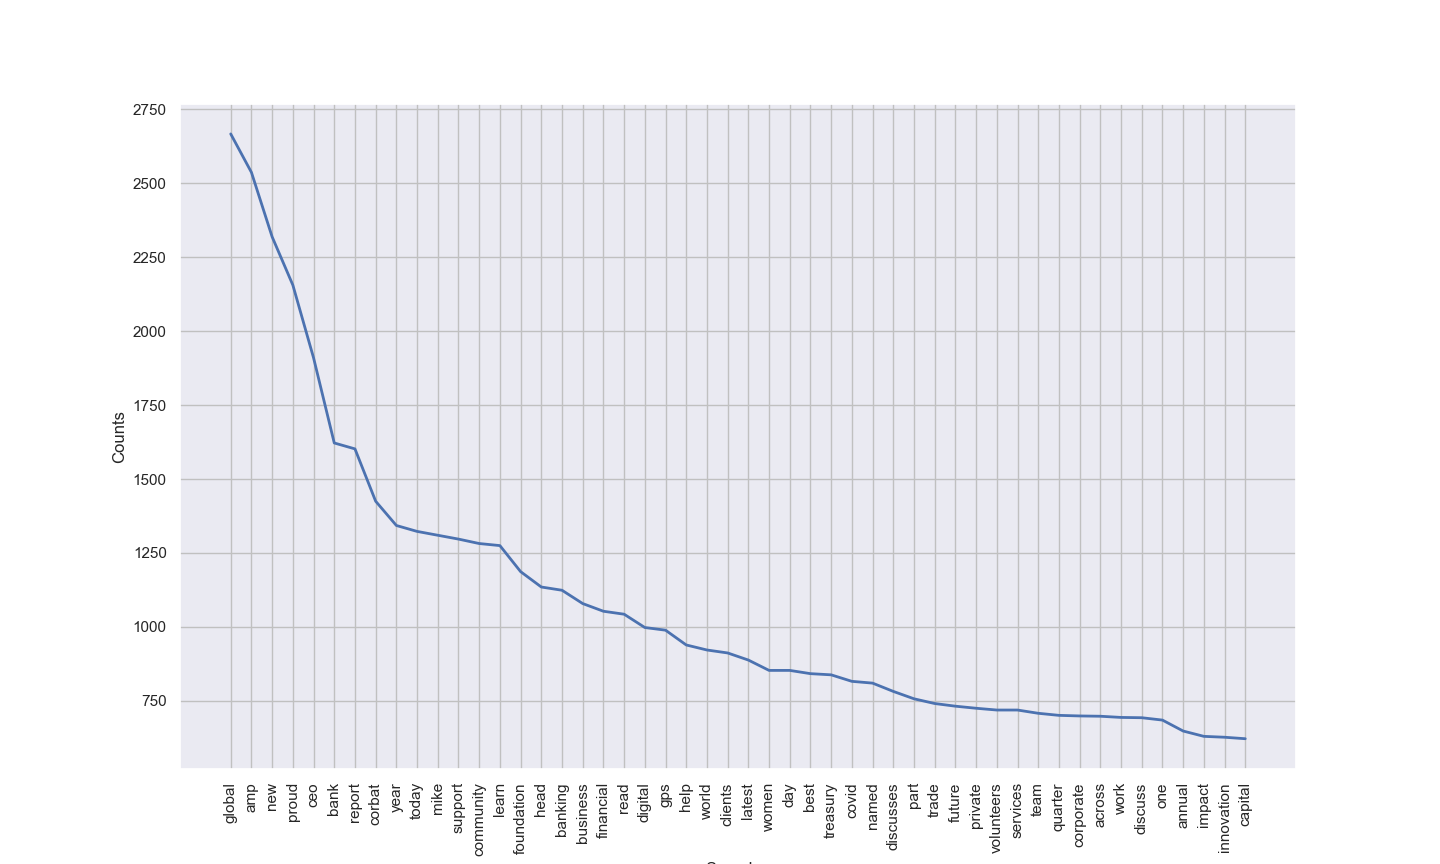 2750
2500
2250
2000
1750
1500
1250
1000
750
Counts
global
amp
new
proud
ceo
bank
report
corbat
year
today
mike
support
community
learn
foundation
head
banking
business
financial
read
digital
gps
help
world
clients
latest
women
day
best
treasury
covid
named
discusses
part
trade
future
private
volunteers
services
team
quarter
corporate
across
work
discuss
one
annual
impact
innovation
capital